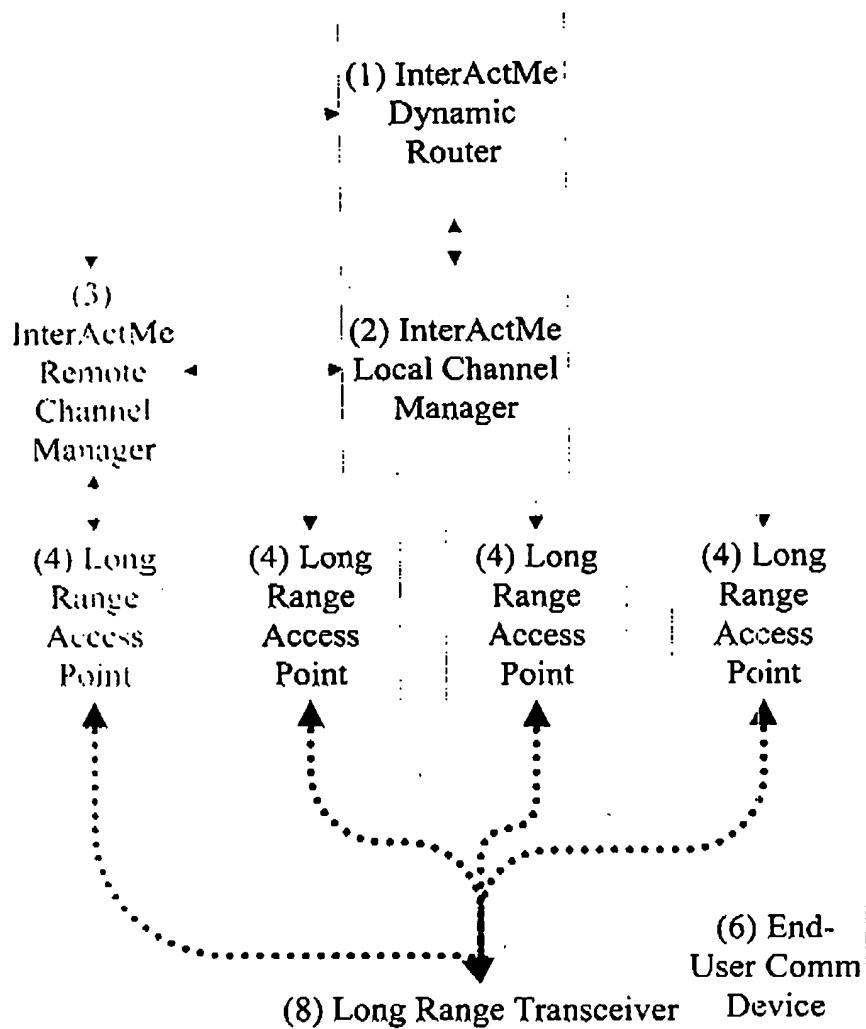 (1) InterActMe
Dynamic
Router
(3)
InterActMe
Remote
Channel
Manager
(2) InterActMe
Local Channel
Manager
(4) Long
Range
Access
Point
(4) Long
Range
Access
Point
(4) Long
Range
Access
Point
(4) Long
Range
Access
Point
(6) End-
User Comm
Device
(8) Long Range Transceiver